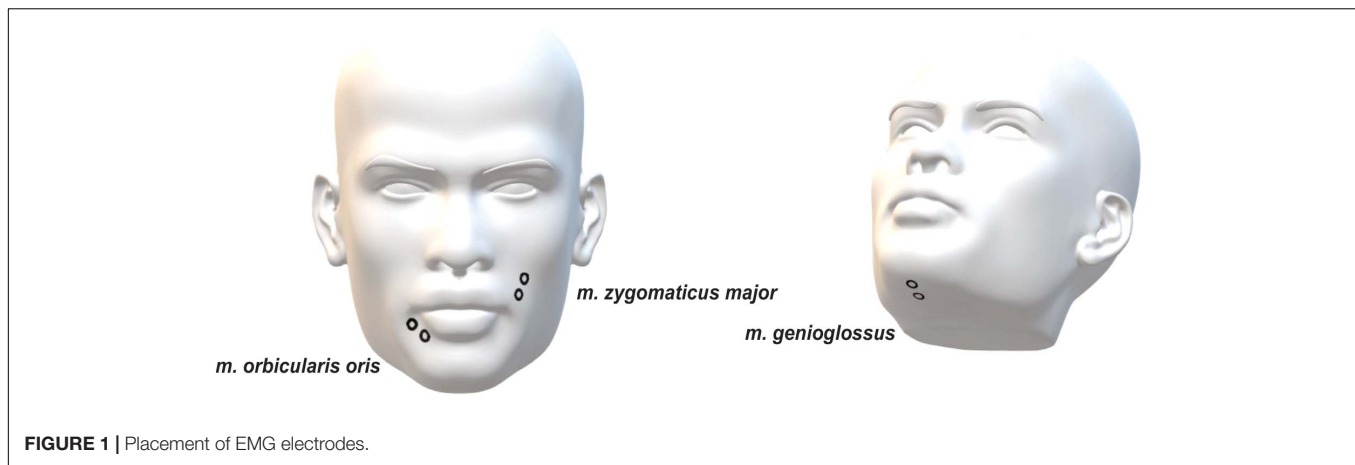 m. zygomaticus major
m. genioglossus
m. orbicularis oris
FIGURE 1 | Placement of EMG electrodes.